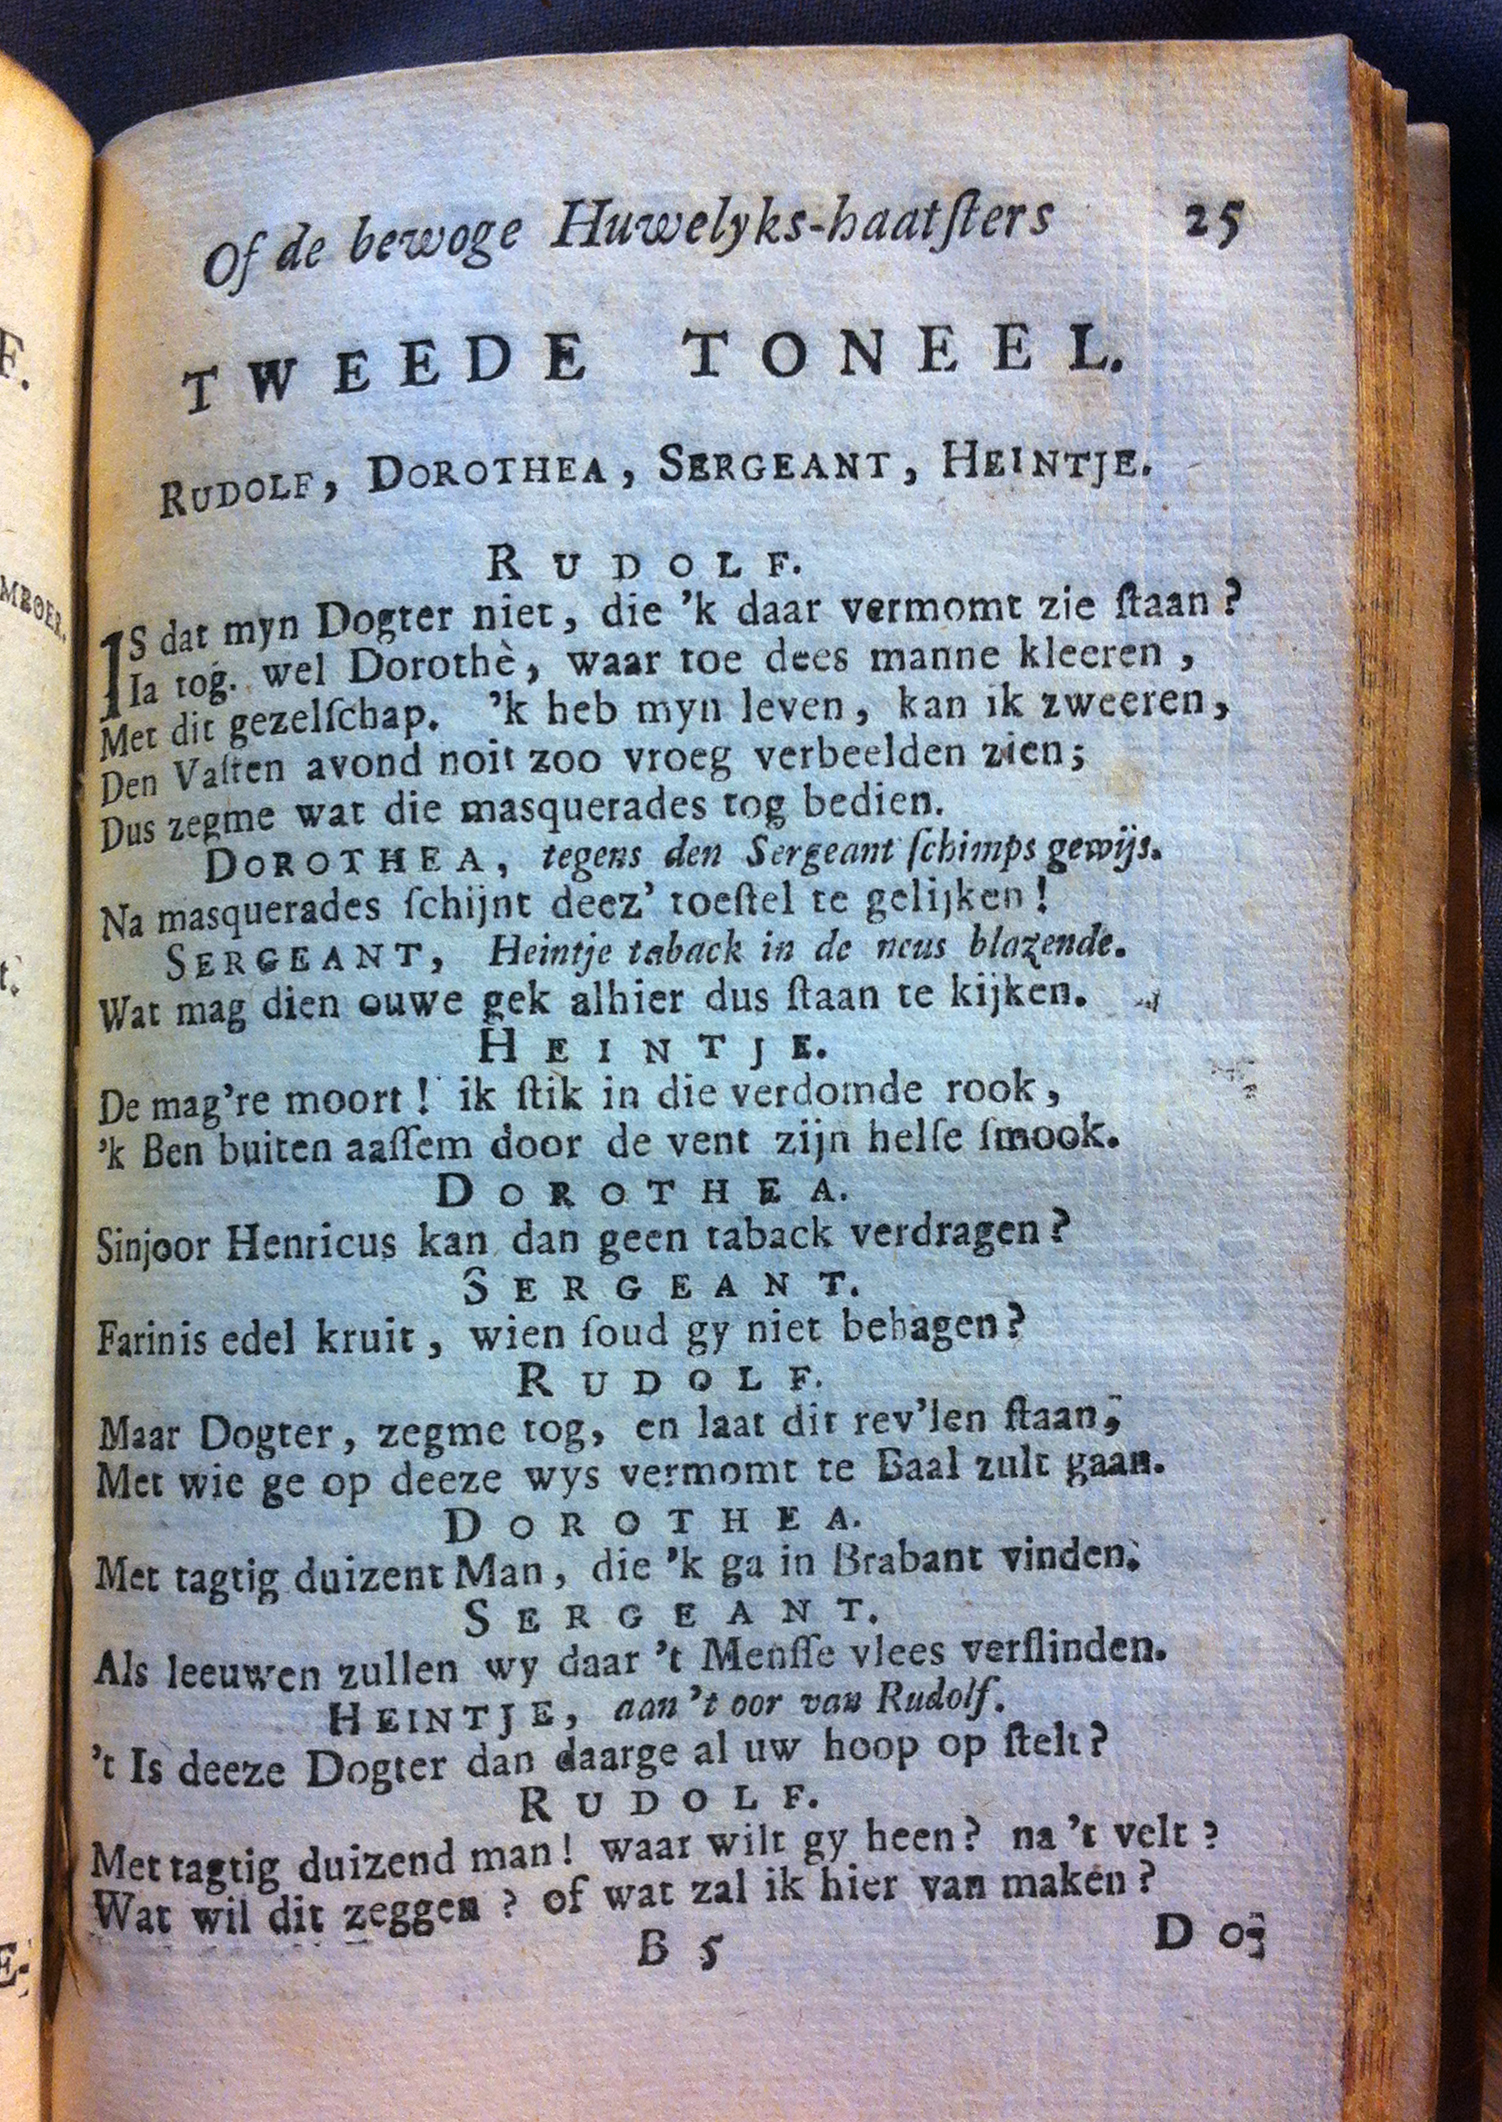 Of de bewoge Huwelyks-haatſters 25
TWEEDE TONEEL.
RUDOLF, DOROTHEA, SERGEANT, HEINTJE.
RUDOLF.
IS dat myn Dogter niet, die 'k daar vermomt zie ſtaan?
Ia tog. wel Dorothè, waar toe dees manne kleeren,
Met dit gezelſchap. 'k heb myn leven, kan ik zweeren,
Den Vaſten avond noit zoo vroeg verbeelden zien;
Dus zegme wat die masquerades tog bedien.
DOROTHEA, tegens den Sergeant ſchimps gewijs.
Na masquerades ſchijnt deez' toeſtel te gelijken!
SERGEANT, Heintje taback in de neus blazende.
Wat mag dien ouwe gek alhier dus ſtaan te kijken.
HEINTJE.
De mag're moort! ik ſtik in die verdomde rook,
'k Ben buiten aaſſem door de vent zijn helſe ſmook.
DOROTHEA.
Sinjoor Henricus kan dan geen taback verdragen?
SERGEANT.
Farinis edel kruit, wien ſoud gy niet behagen?
RUDOLF.
Maar Dogter, zegme tog, en laat dit rev'len ſtaan,
Met wie ge op deeze wys vermomt te Baal zult gaan.
DOROTHEA.
Met tagtig duizent Man, die 'k ga in Brabant vinden.
SERGEANT.
Als leeuwen zullen wy daar 't Menſſe vlees verſlinden.
HEINTJE, aan 't oor van Rudolf.
't Is deeze Dogter dan daarge al uw hoop op ſtelt?
RUDOLF.
Met tagtig duizend man! waar wilt gy heen? na 't velt?
Wat wil dit zeggen? of wat zal ik hier van maken?
B 5 DO-
F.
MBOER.
t.
E-